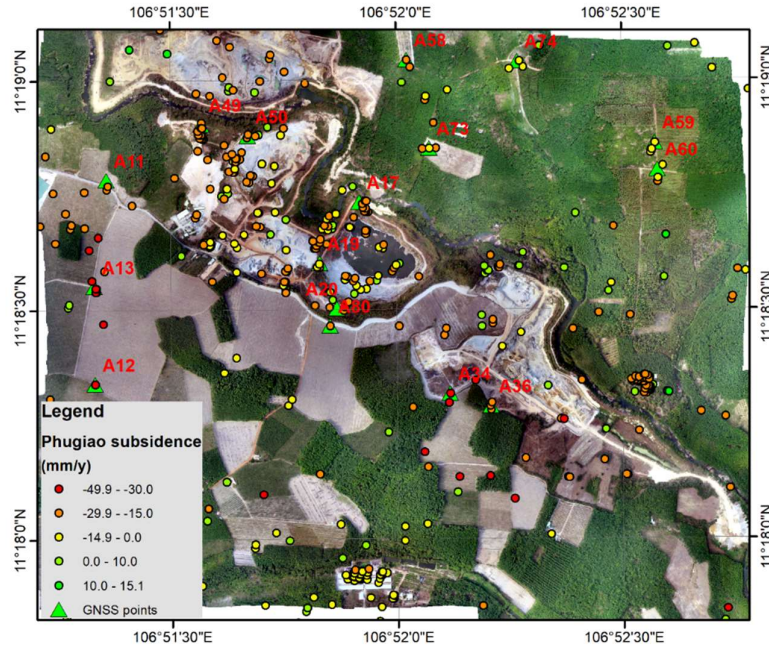 106°51'30"E 106°52'0"E 106°52'30"E
A58 A74
11°19'0"N 11°19'0"N
A49 A50
A73 A59
A60
A11
A17
A19
A13
A20
11°18'30"N 11°18'30"N
A80
A12 A34
A36
Legend
Phugiao subsidence
(mm/y)
-49.9 - -30.0
-29.9 - -15.0
-14.9 - 0.0
0.0 - 10.0
10.0 - 15.1
GNSS points
11°18'0"N 11°18'0"N
106°51'30"E 106°52'0"E 106°52'30"E